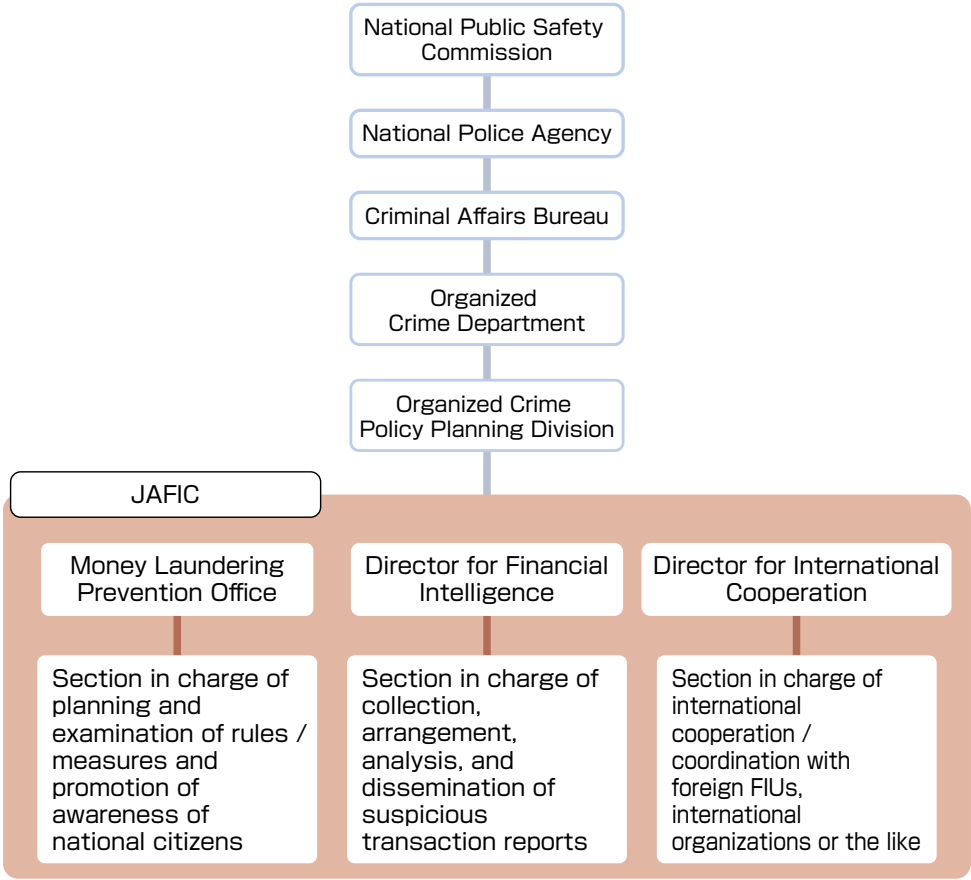 National Public Safety
Commission
National Police Agency
Criminal Affairs Bureau
Organized
Crime Department
Organized Crime
Policy Planning Division
JAFIC
Money Laundering
Prevention Office
Section in charge of
planning and
examination of rules /
measures and
promotion of
awareness of
national citizens
Director for Financial
Intelligence
Section in charge of
collection,
arrangement,
analysis, and
dissemination of
suspicious
transaction reports
Director for International
Cooperation
Section in charge of
international
cooperation /
coordination with
foreign FIUs,
international
organizations or the like